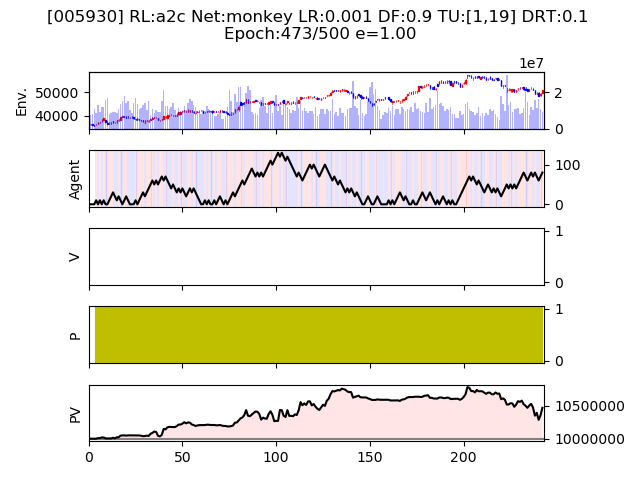 [005930] RL:a2c Net:monkey LR:0.001 DF:0.9 TU:[1,19] DRT:0.1
Epoch:473/500 e=1.00
1e7
Env.
50000
40000
2
0
Agent
100
0
V
1
0
P
1
0
PV
10500000
10000000
0 50 100 150 200